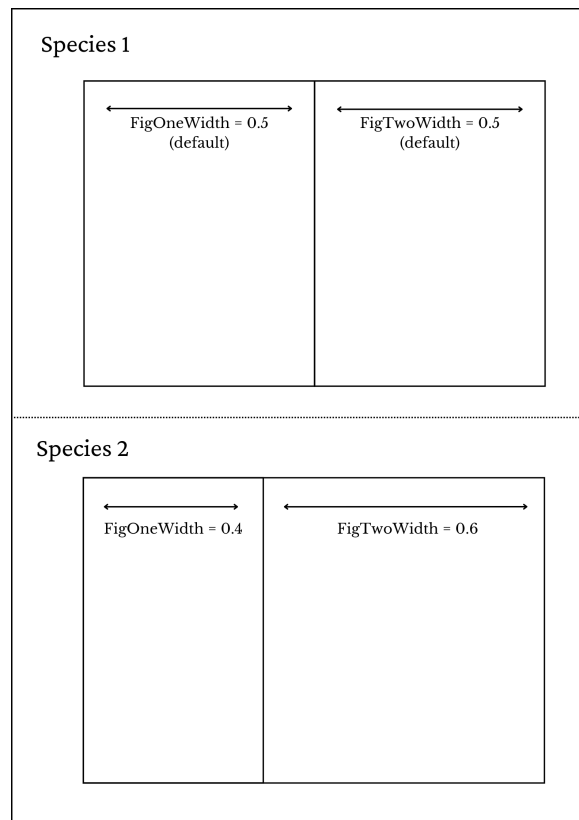 Species 1
FigOneWidth = 0.5
(default)
FigTwoWidth = 0.5
(default)
Species 2
FigOneWidth = 0.4
FigTwoWidth = 0.6